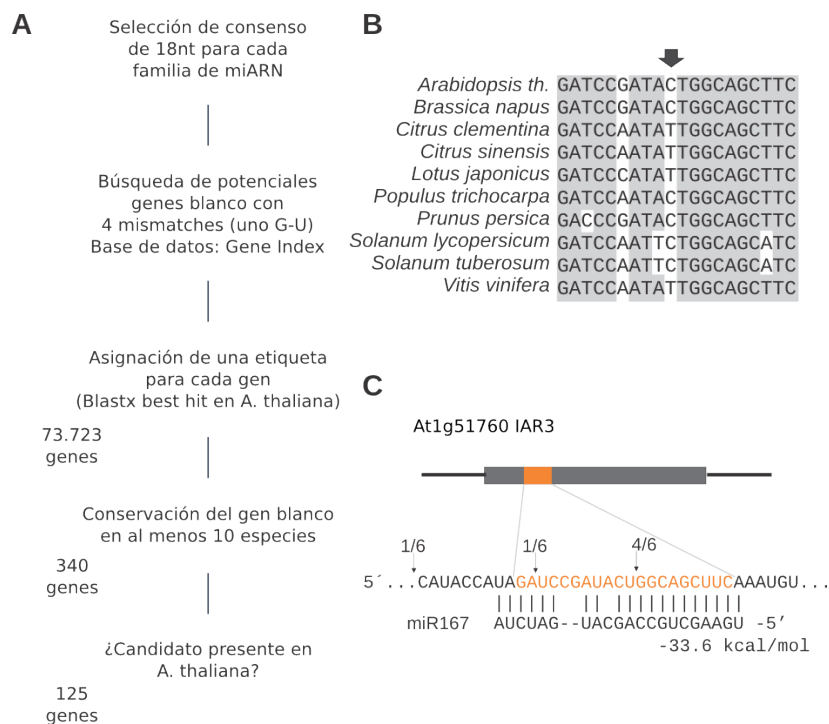 A
Selección de consenso
de 18nt para cada
familia de miARN
Búsqueda de potenciales
genes blanco con
4 mismatches (uno G-U)
Base de datos: Gene Index
Asignación de una etiqueta
para cada gen
(Blastx best hit en A. thaliana)
73.723
genes
Conservación del gen blanco
en al menos 10 especies
340
genes
¿Candidato presente en
A. thaliana?
125
genes
B
Arabidopsis th. GATCCGATACTGGCAGCTTC
Brassica napus GATCCGATACTGGCAGCTTC
Citrus clementina GATCCAATATTGGCAGCTTC
Citrus sinensis GATCCAATATTGGCAGCTTC
Lotus japonicus GATCCCATATTGGCAGCTTC
Populus trichocarpa GATCCAATACTGGCAGCTTC
Prunus persica GACCCGATACTGGCAGCTTC
Solanum lycopersicum GATCCAATTCTGGCAGCATC
Solanum tuberosum GATCCAATTCTGGCAGCATC
Vitis vinifera GATCCAATATTGGCAGCTTC
C
At1g51760 IAR3
1/6 1/6 4/6
5´...CAUACCAUAGAUCCGAUACUGGCAGCUUCAAAUGU...
miR167 AUCUAG--UACGACCGUCGAAGU -5’
-33.6 kcal/mol